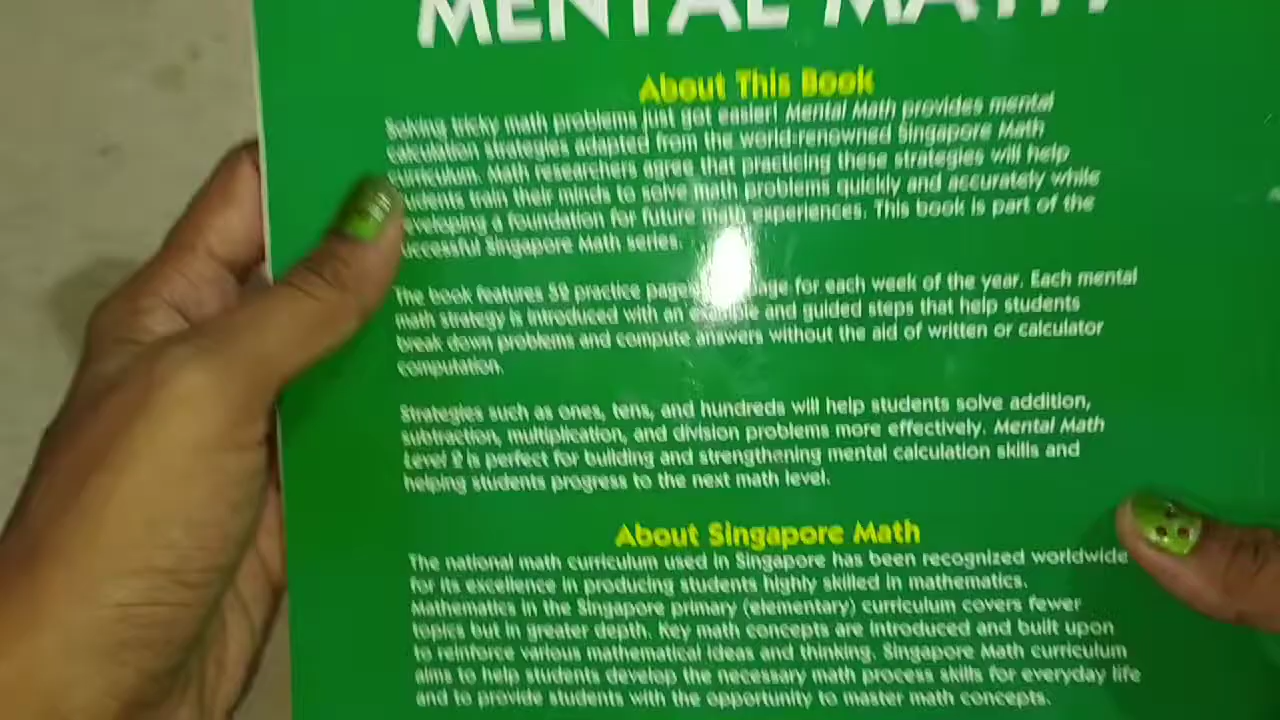 MENTAL MATH
About This Book
Solving tricky math problems just got easier! Mental Math provides mental
calculation strategies adapted from the world-renowned Singapore Math
curriculum. Math researchers agree that practicing these strategies will help
students train their minds to solve math problems quickly and accurately while
developing a foundation for future math experiences. This book is part of the
successful Singapore Math series.
The book features 52 practice for each week of the year. Each mental
math strategy is introduced with an example and guided steps that help students
break down problems and compute answers without the aid of written or calculator
computation.
Strategies such as ones, tens, and hundreds will help students solve addition,
subtraction, multiplication, and division problems more effectively. Mental Math
Level 2 is perfect for building and strengthening mental calculation skills and
helping students progress to the next math level.
About Singapore Math
The national math curriculum used in Singapore has been recognized worldwide
for its excellence in producing students highly skilled in mathematics.
Mathematics in the Singapore primary (elementary) curriculum covers fewer
topics but in greater depth. Key math concepts are introduced and built upon
to reinforce various mathematical ideas and thinking. Singapore Math curriculum
aims to help students develop the necessary math process skills for everyday life
and to provide students with the opportunity to master math concepts.